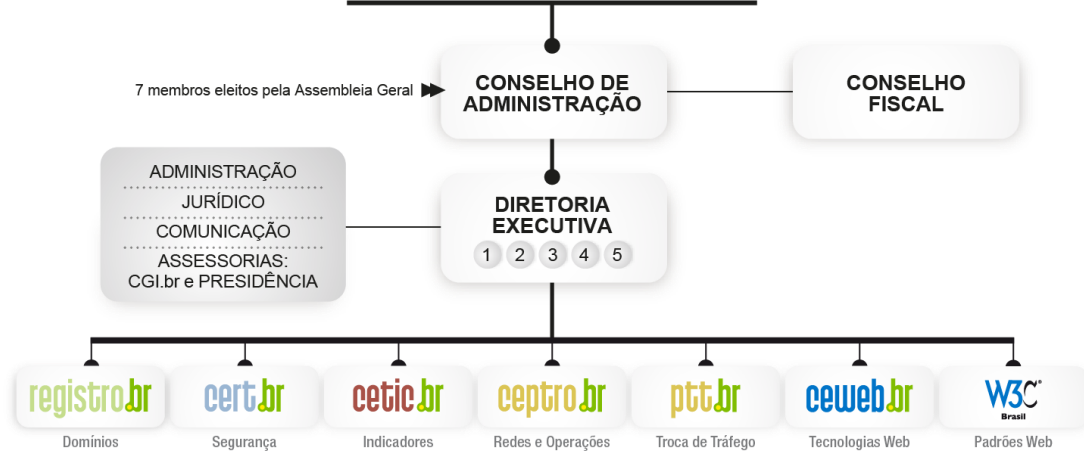 7 membros eleitos pela Assembleia Geral
CONSELHO DE
ADMINISTRAÇÃO
CONSELHO
FISCAL
ADMINISTRAÇÃO
JURÍDICO
COMUNICAÇÃO
ASSESSORIAS:
CGI.br e PRESIDÊNCIA
DIRETORIA
EXECUTIVA
1 2 3 4 5
registro.br
cert.br
cetic.br
ceptro.br
ptt.br
ceweb.br
W3C®
Brasil
Domínios
Segurança
Indicadores
Redes e Operações
Troca de Tráfego
Tecnologias Web
Padrões Web